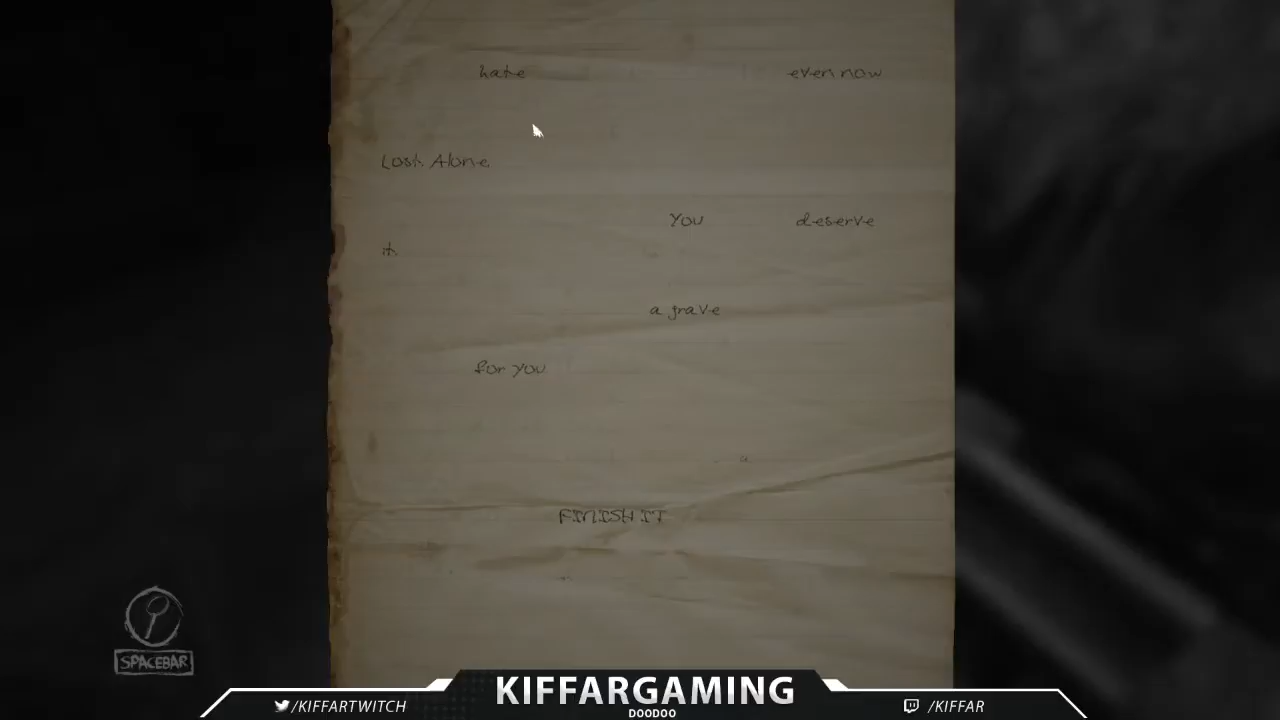 hate even now
Lost. Alone.
You deserve
it.
a grave
for you.
FINISH IT
SPACEBAR
KIFFARGAMING
DOODOO
/KIFFARTWITCH
/KIFFAR